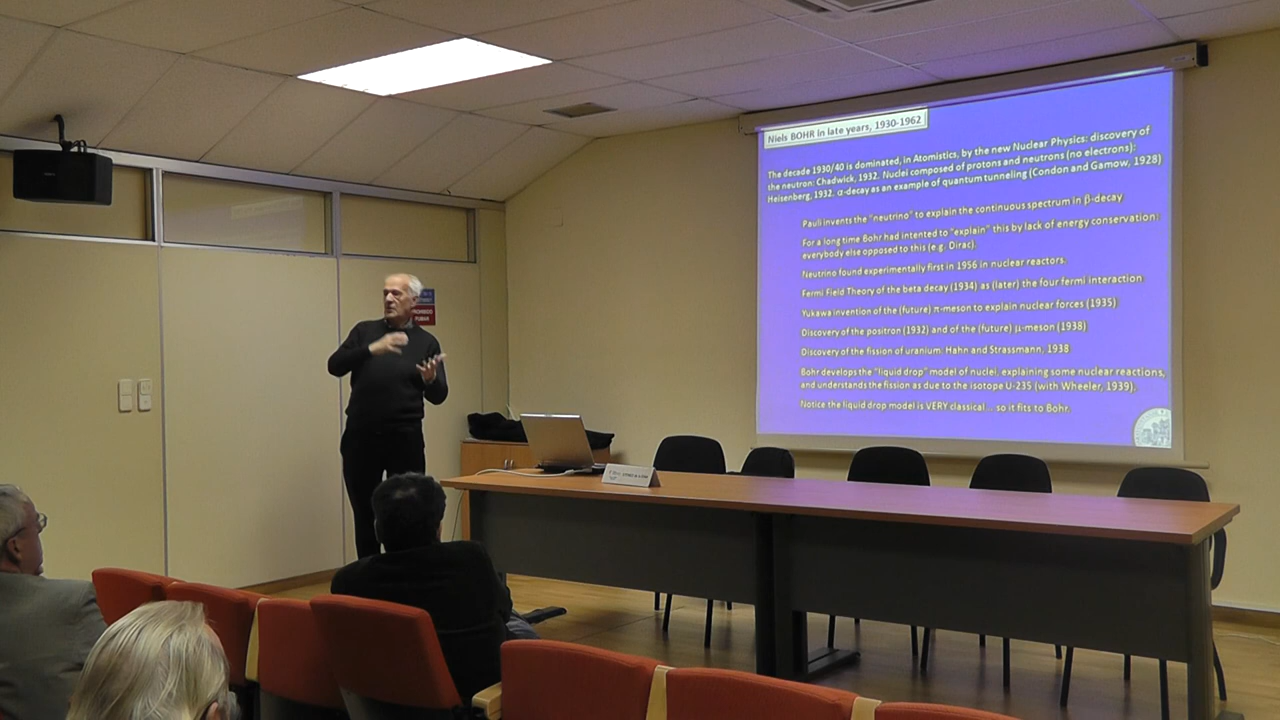 Niels BOHR in late years, 1930-1962
The decade 1930/40 is dominated, in Atomistics, by the new Nuclear Physics: discovery of
the neutron: Chadwick, 1932. Nuclei composed of protons and neutrons (no electrons):
Heisenberg, 1932. α-decay as an example of quantum tunneling (Condon and Gamow, 1928)
Pauli invents the "neutrino" to explain the continuous spectrum in β-decay
For a long time Bohr had intented to "explain" this by lack of energy conservation:
everybody else opposed to this (e.g. Dirac).
Neutrino found experimentally first in 1956 in nuclear reactors.
Fermi Field Theory of the beta decay (1934) as (later) the four fermi interaction
Yukawa invention of the (future) π-meson to explain nuclear forces (1935)
Discovery of the positron (1932) and of the (future) μ-meson (1938)
Discovery of the fission of uranium: Hahn and Strassmann, 1938
Bohr develops the "liquid drop" model of nuclei, explaining some nuclear reactions,
and understands the fission as due to the isotope U-235 (with Wheeler, 1939).
Notice the liquid drop model is VERY classical... so it fits to Bohr.
PROHIBIDO
FUMAR